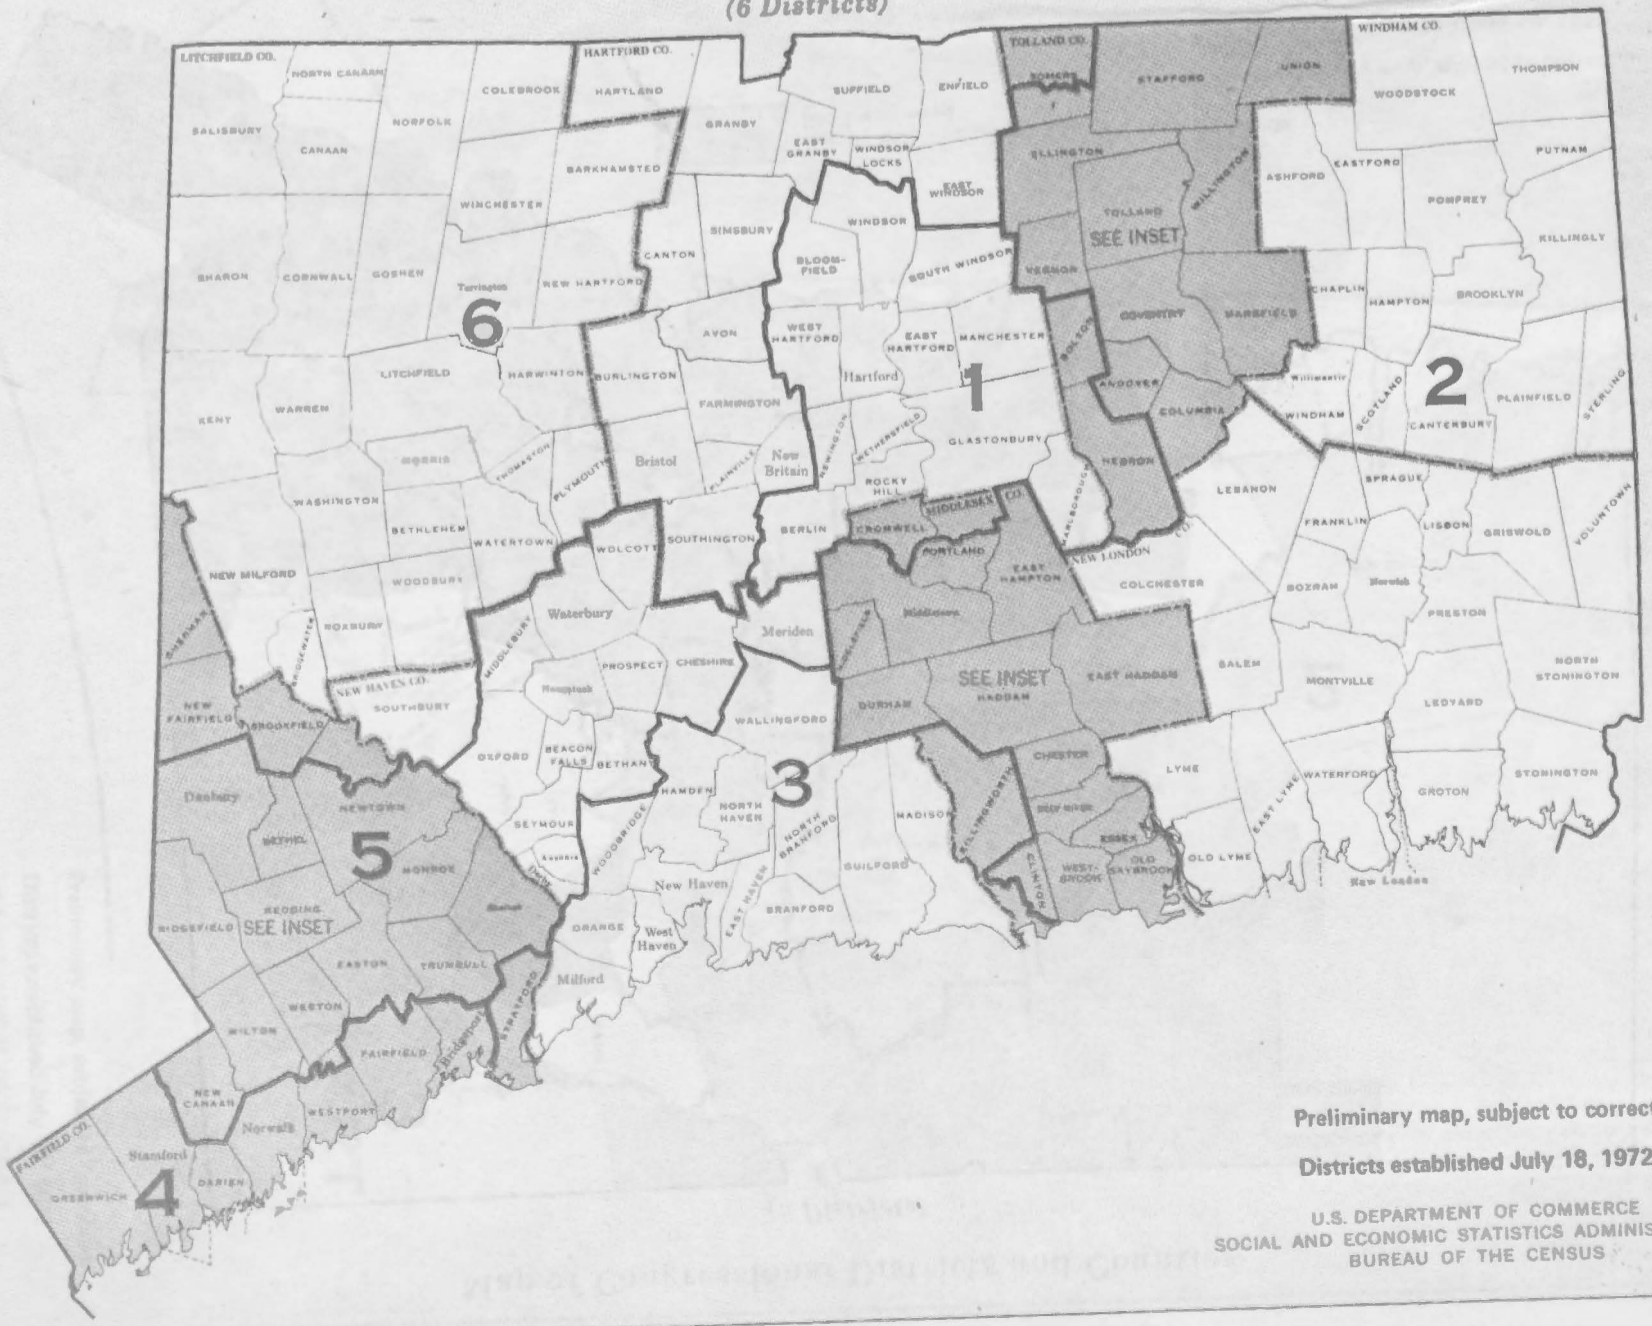 (6 Districts)
LITCHFIELD CO.
HARTFORD CO.
TOLLAND CO.
WINDHAM CO.
NORTH CANAAN
COLEBROOK
HARTLAND
SUFFIELD
ENFIELD
SOMERS
STAFFORD
UNION
THOMPSON
WOODSTOCK
SALISBURY
NORFOLK
CANAAN
GRANBY
EAST
GRANBY
WINDSOR
LOCKS
ELLINGTON
WILLINGTON
ASHFORD
EASTFORD
PUTNAM
BARKHAMSTED
WINCHESTER
EAST
WINDSOR
TOLLAND
SEE INSET
POMFREY
KILLINGLY
SIMSBURY
CANTON
WINDSOR
BLOOM-
FIELD
SOUTH WINDSOR
VERNON
SHARON
CORNWALL
GOSHEN
Torrington
6
NEW HARTFORD
CHAPLIN
HAMPTON
BROOKLYN
COVENTRY
MANSFIELD
AVON
WEST
HARTFORD
EAST
HARTFORD
MANCHESTER
BOLTON
Hartford
1
LITCHFIELD
HARWINTON
BURLINGTON
ANDOVER
COLUMBIA
Willimantic
WINDHAM
SCOTLAND
2
CANTERBURY
PLAINFIELD
STERLING
KENT
WARREN
FARMINGTON
NEWINGTON
WETHERSFIELD
GLASTONBURY
HEBRON
MORRIS
THOMASTON
PLYMOUTH
Bristol
PLAINVILLE
New
Britain
ROCKY
HILL
MARLBOROUGH
LEBANON
SPRAGUE
WASHINGTON
BETHLEHEM
WATERTOWN
WOLCOTT
SOUTHINGTON
BERLIN
CROMWELL
MIDDLESEX CO.
PORTLAND
EAST
HAMPTON
NEW LONDON
CO.
COLCHESTER
FRANKLIN
LISBON
GRISWOLD
VOLUNTOWN
NEW MILFORD
WOODBURY
BOZRAH
Norwich
PRESTON
SHERMAN
BRIDGEWATER
ROXBURY
MIDDLEBURY
Waterbury
Meriden
MIDDLEFIELD
Middletown
NEW HAVEN CO.
SOUTHBURY
Naugatuck
PROSPECT
CHESHIRE
SEE INSET
HADDAM
EAST HADDAM
SALEM
MONTVILLE
NORTH
STONINGTON
LEDYARD
NEW
FAIRFIELD
BROOKFIELD
WALLINGFORD
DURHAM
OXFORD
BEACON
FALLS
BETHANY
CHESTER
LYME
EAST LYME
WATERFORD
GROTON
STONINGTON
Danbury
BETHEL
NEWTOWN
5
MONROE
SEYMOUR
Ansonia
Derby
WOODBRIDGE
HAMDEN
NORTH
HAVEN
3
NORTH
BRANFORD
MADISON
KILLINGWORTH
DEEP RIVER
ESSEX
GUILFORD
CLINTON
WEST-
BROOK
OLD
SAYBROOK
OLD LYME
New London
RIDGEFIELD
REDDING
SEE INSET
Shelton
New Haven
EAST HAVEN
BRANFORD
ORANGE
West
Haven
Milford
EASTON
TRUMBULL
STRATFORD
WESTON
WILTON
FAIRFIELD
Bridgeport
NEW
CANAAN
Norwalk
WESTPORT
FAIRFIELD CO.
Stamford
DARIEN
GREENWICH
4
Preliminary map, subject to correct
Districts established July 18, 1972
U.S. DEPARTMENT OF COMMERCE
SOCIAL AND ECONOMIC STATISTICS ADMINIS
BUREAU OF THE CENSUS